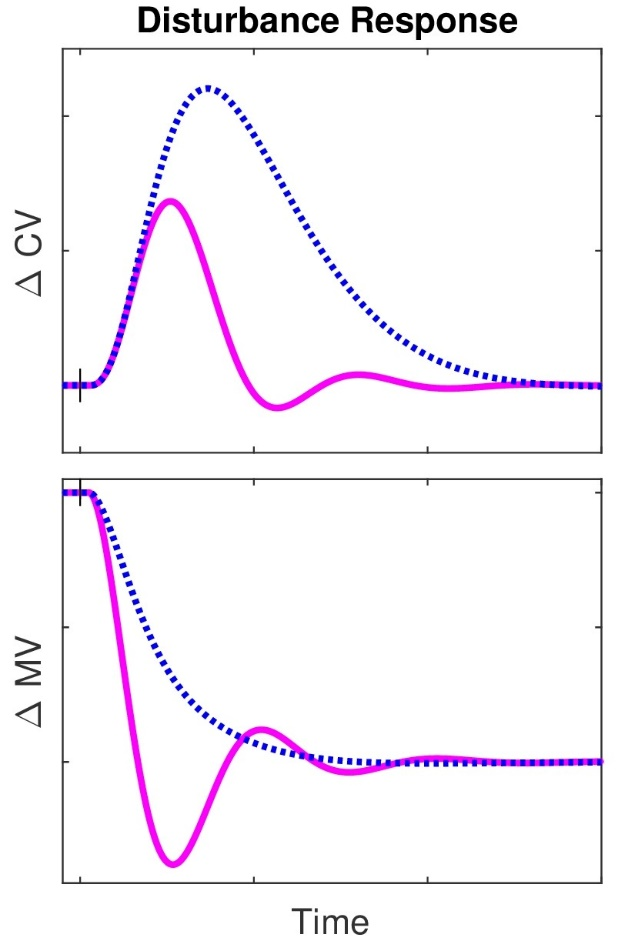 Disturbance Response
Δ CV
Δ MV
Time